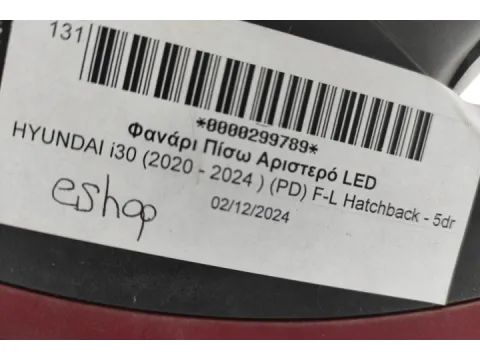 131
*0000299789*
Φανάρι Πίσω Αριστερό LED
HYUNDAI i30 (2020 - 2024 ) (PD) F-L Hatchback - 5dr
02/12/2024
eshop